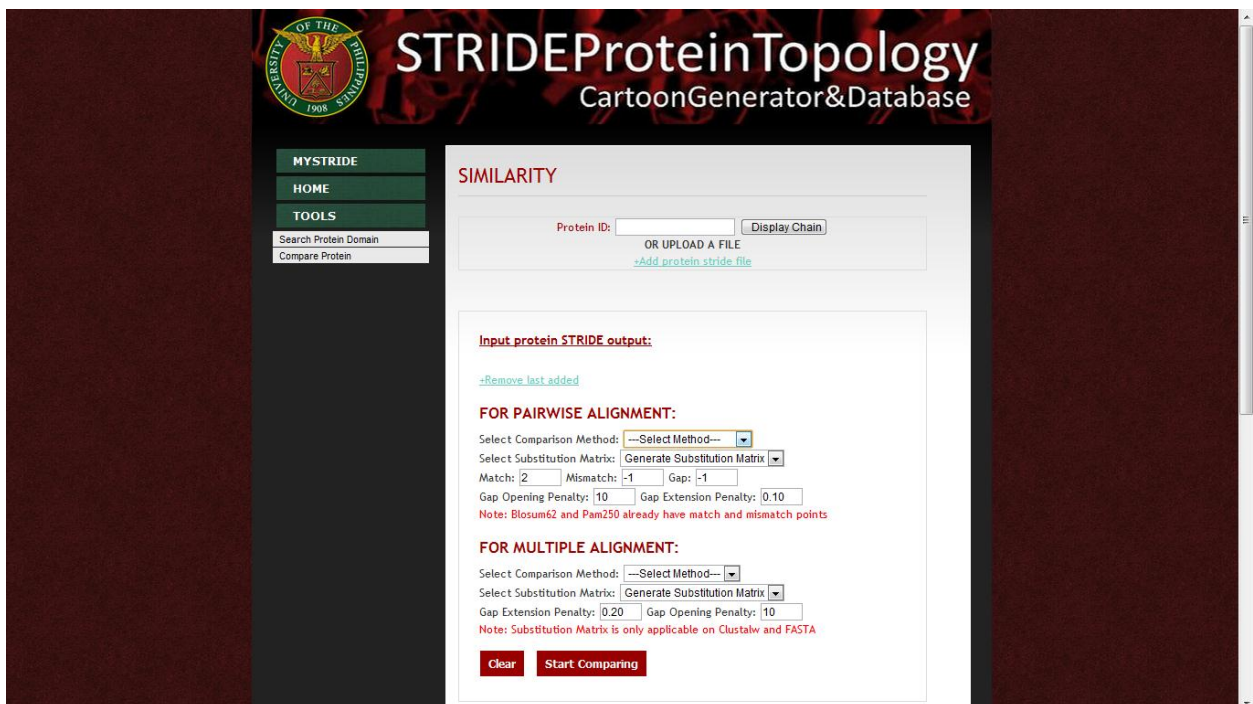 UNIVERSITY OF THE PHILIPPINES
1908
STRIDEProteinTopology
CartoonGenerator&Database
MYSTRIDE
HOME
TOOLS
Search Protein Domain
Compare Protein
SIMILARITY
Protein ID: Display Chain
OR UPLOAD A FILE
+Add protein stride file
Input protein STRIDE output:
+Remove last added
FOR PAIRWISE ALIGNMENT:
Select Comparison Method: ---Select Method---
Select Substitution Matrix: Generate Substitution Matrix
Match: 2 Mismatch: -1 Gap: -1
Gap Opening Penalty: 10 Gap Extension Penalty: 0.10
Note: Blosum62 and Pam250 already have match and mismatch points
FOR MULTIPLE ALIGNMENT:
Select Comparison Method: ---Select Method---
Select Substitution Matrix: Generate Substitution Matrix
Gap Extension Penalty: 0.20 Gap Opening Penalty: 10
Note: Substitution Matrix is only applicable on Clustalw and FASTA
Clear Start Comparing